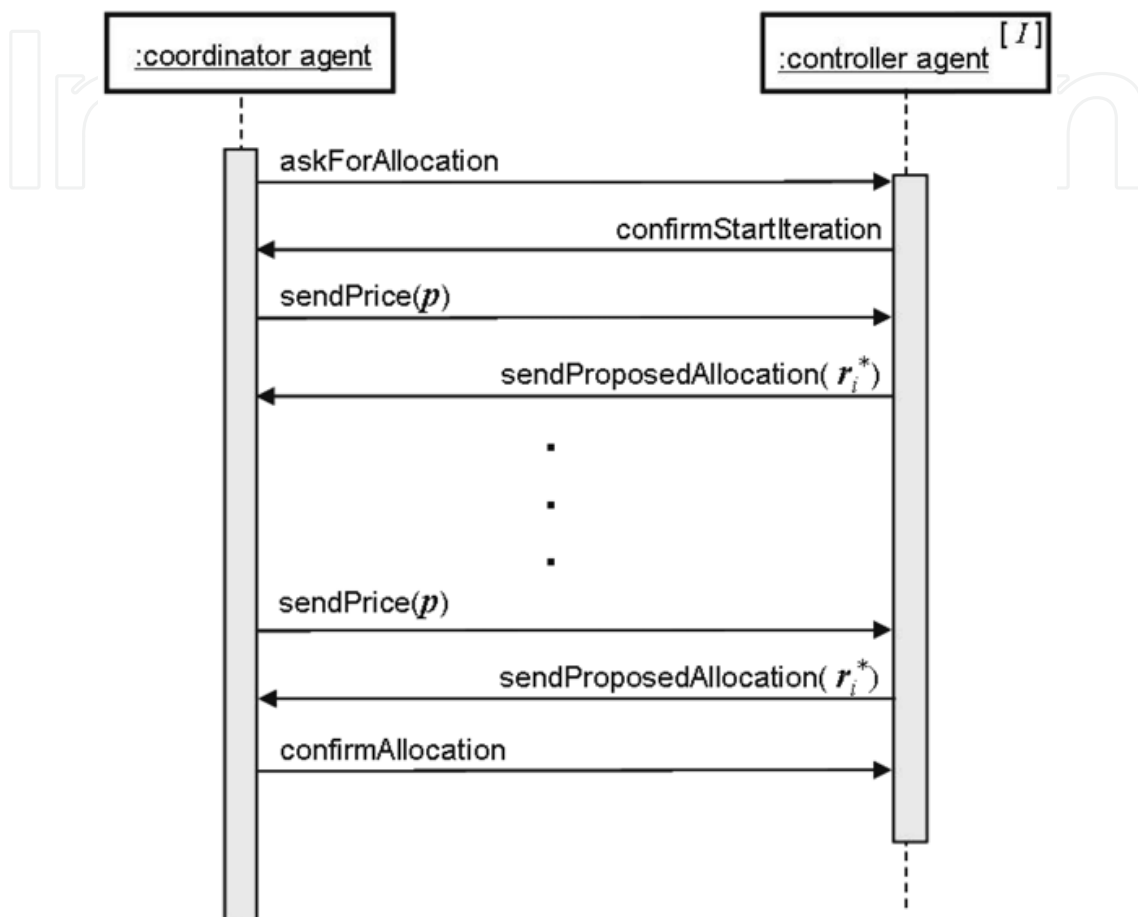 :coordinator agent
:controller agent [ I ]
askForAllocation
confirmStartIteration
sendPrice(p)
sendProposedAllocation( r_i^*)
.
.
.
sendPrice(p)
sendProposedAllocation( r_i^*)
confirmAllocation